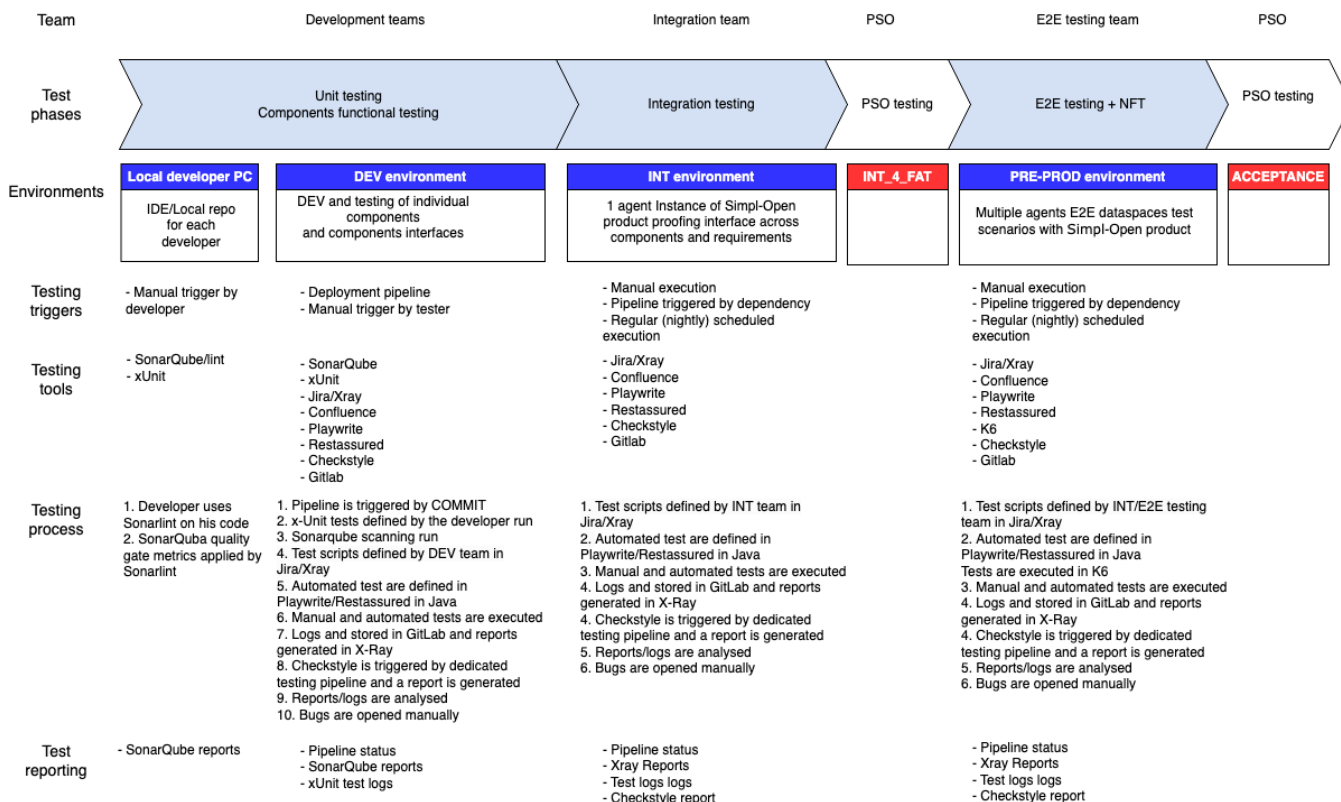 Team
Development teams
Integration team
PSO
E2E testing team
PSO
Test
phases
Unit testing
Components functional testing
Integration testing
PSO testing
E2E testing + NFT
PSO testing
Environments
Local developer PC
IDE/Local repo
for each
developer
DEV environment
DEV and testing of individual
components
and components interfaces
INT environment
1 agent Instance of Simpl-Open
product proofing interface across
components and requirements
INT_4_FAT
PRE-PROD environment
Multiple agents E2E dataspaces test
scenarios with Simpl-Open product
ACCEPTANCE
Testing
triggers
- Manual trigger by
developer
- Deployment pipeline
- Manual trigger by tester
- Manual execution
- Pipeline triggered by dependency
- Regular (nightly) scheduled
execution
- Manual execution
- Pipeline triggered by dependency
- Regular (nightly) scheduled
execution
Testing
tools
- SonarQube/lint
- xUnit
- SonarQube
- xUnit
- Jira/Xray
- Confluence
- Playwrite
- Restassured
- Checkstyle
- Gitlab
- Jira/Xray
- Confluence
- Playwrite
- Restassured
- Checkstyle
- Gitlab
- Jira/Xray
- Confluence
- Playwrite
- Restassured
- K6
- Checkstyle
- Gitlab
Testing
process
1. Developer uses
Sonarlint on his code
2. SonarQuba quality
gate metrics applied by
Sonarlint
1. Pipeline is triggered by COMMIT
2. x-Unit tests defined by the developer run
3. Sonarqube scanning run
4. Test scripts defined by DEV team in
Jira/Xray
5. Automated test are defined in
Playwrite/Restassured in Java
6. Manual and automated tests are executed
7. Logs and stored in GitLab and reports
generated in X-Ray
8. Checkstyle is triggered by dedicated
testing pipeline and a report is generated
9. Reports/logs are analysed
10. Bugs are opened manually
1. Test scripts defined by INT team in
Jira/Xray
2. Automated test are defined in
Playwrite/Restassured in Java
3. Manual and automated tests are executed
4. Logs and stored in GitLab and reports
generated in X-Ray
4. Checkstyle is triggered by dedicated
testing pipeline and a report is generated
5. Reports/logs are analysed
6. Bugs are opened manually
1. Test scripts defined by INT/E2E testing
team in Jira/Xray
2. Automated test are defined in
Playwrite/Restassured in Java
Tests are executed in K6
3. Manual and automated tests are executed
4. Logs and stored in GitLab and reports
generated in X-Ray
4. Checkstyle is triggered by dedicated
testing pipeline and a report is generated
5. Reports/logs are analysed
6. Bugs are opened manually
Test
reporting
- SonarQube reports
- Pipeline status
- SonarQube reports
- xUnit test logs
- Pipeline status
- Xray Reports
- Test logs logs
- Checkstyle report
- Pipeline status
- Xray Reports
- Test logs logs
- Checkstyle report